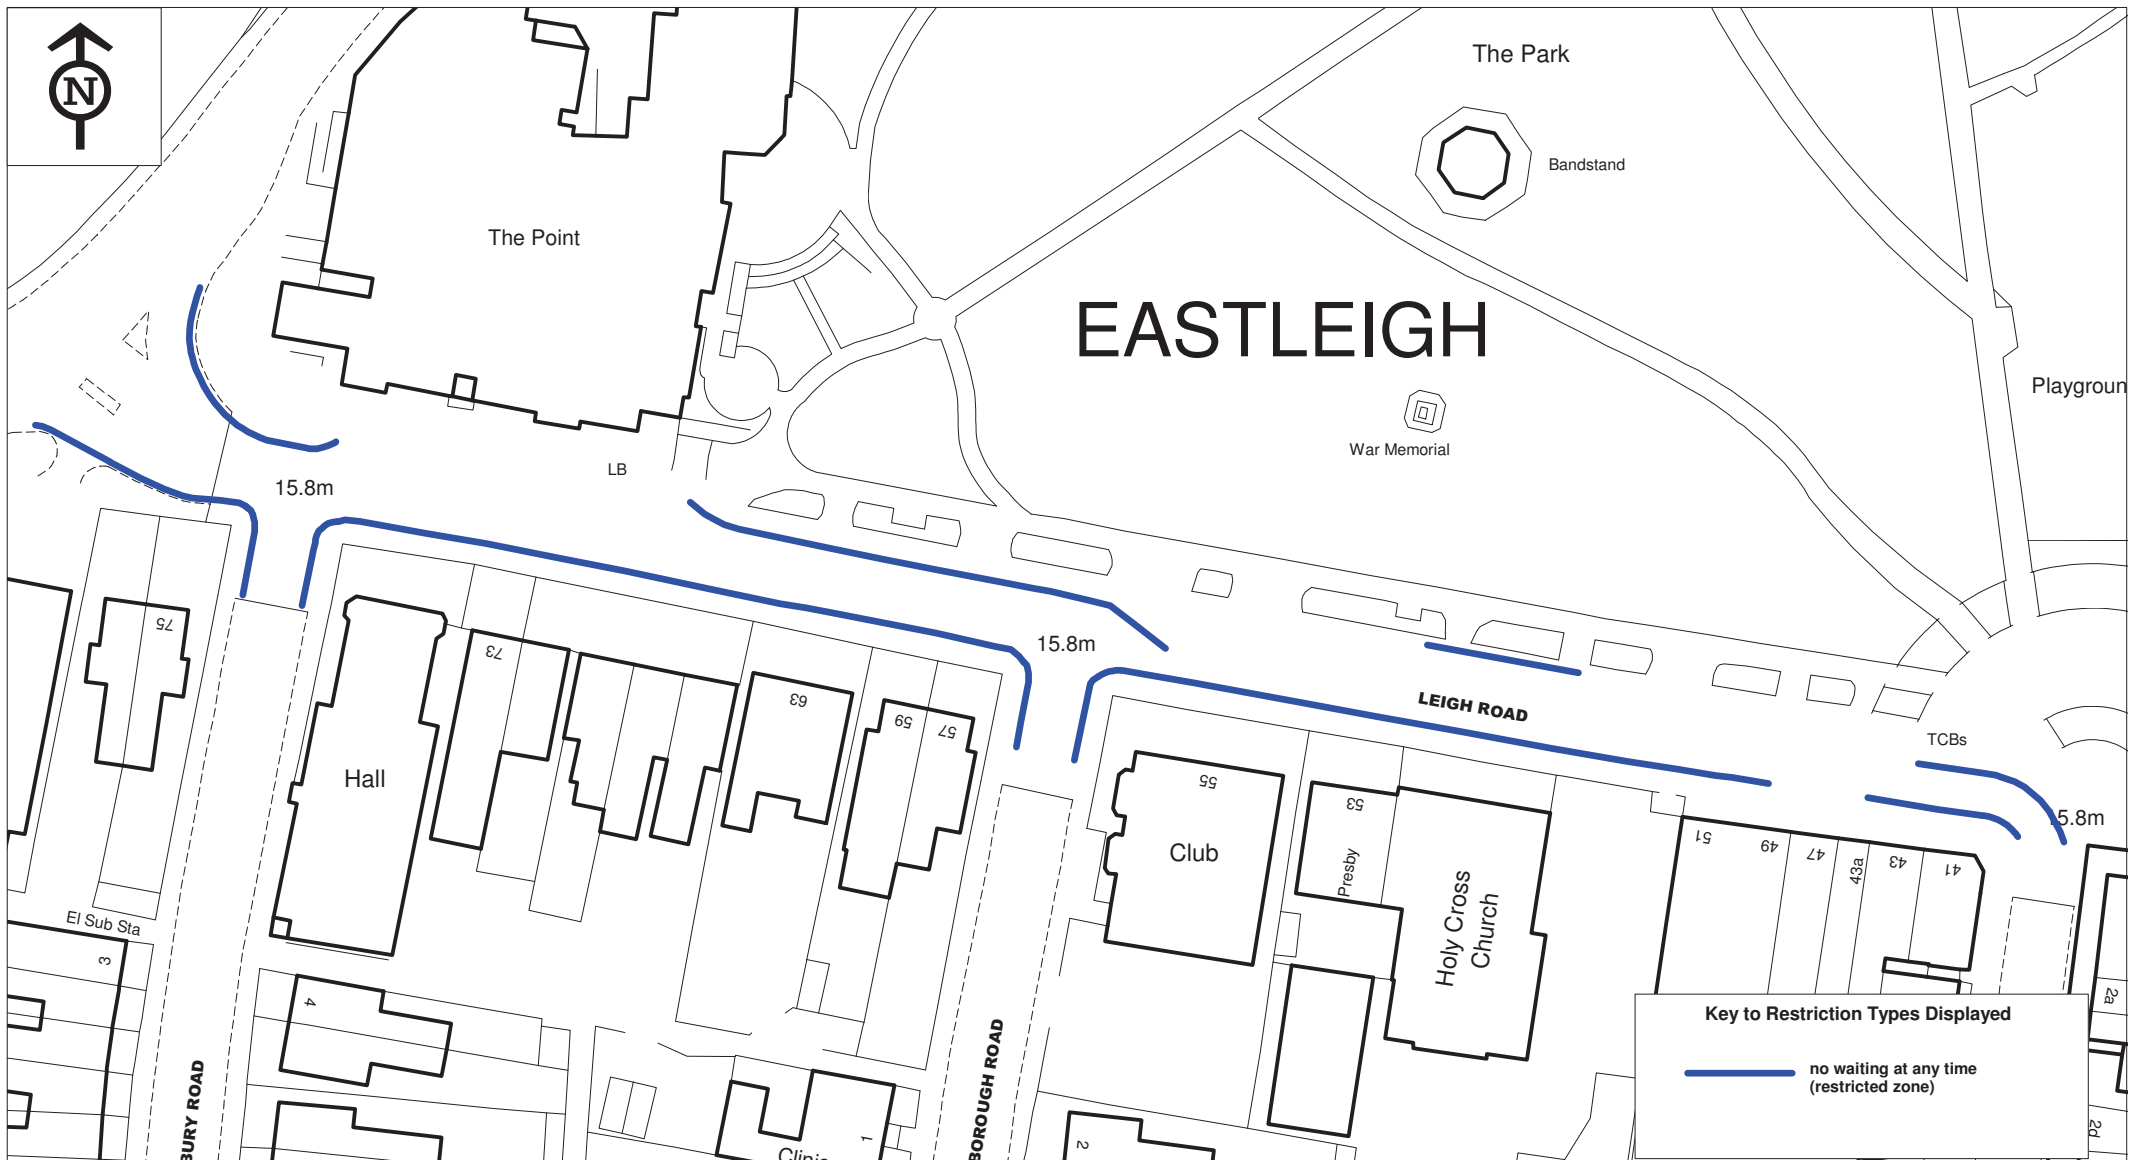 N
The Park
Bandstand
The Point
EASTLEIGH
Playgroun
War Memorial
LB
15.8m
75
15.8m
73
63
59
57
LEIGH ROAD
TCBs
5.8m
Hall
55
Club
53
Presby
Holy Cross
Church
51
49
47
43a
43
41
El Sub Sta
3
4
2a
BURY ROAD
BOROUGH ROAD
1
2
2d
Key to Restriction Types Displayed
no waiting at any time
(restricted zone)